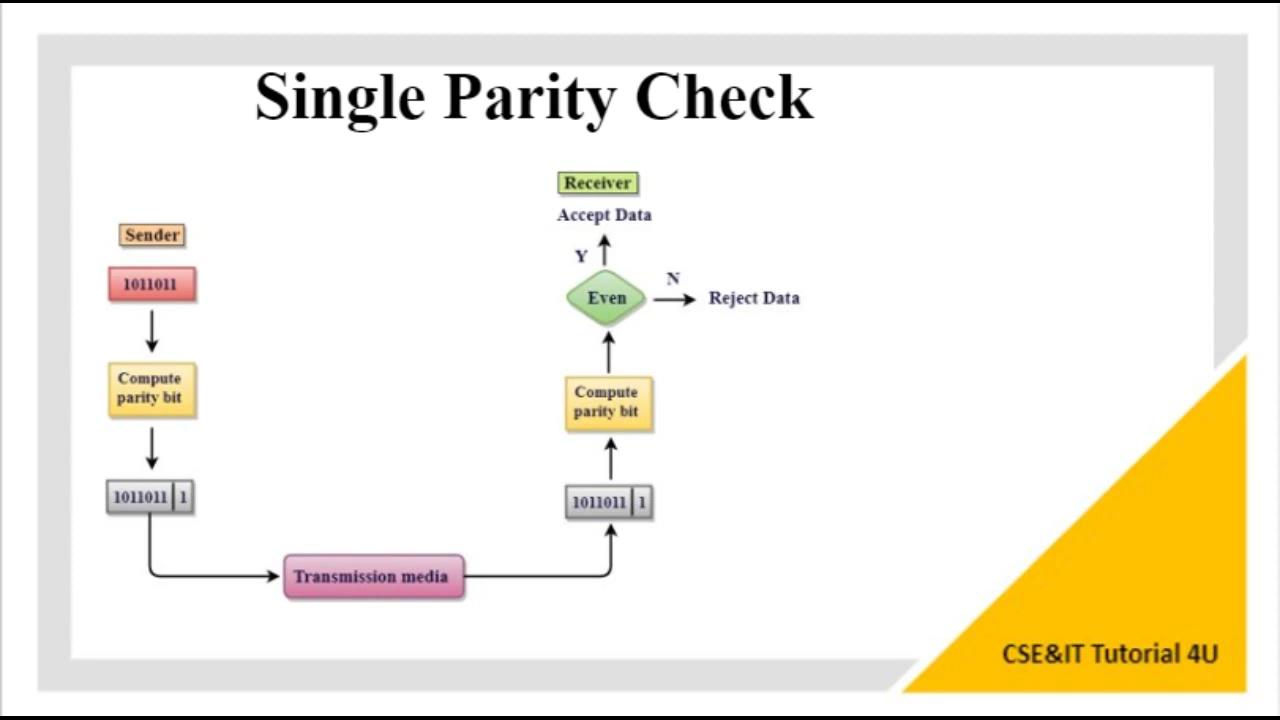 Single Parity Check
Sender
1011011
Compute
parity bit
1011011 1
Transmission media
Receiver
Accept Data
Y
Even
N
Reject Data
Compute
parity bit
1011011 1
CSE&IT Tutorial 4U